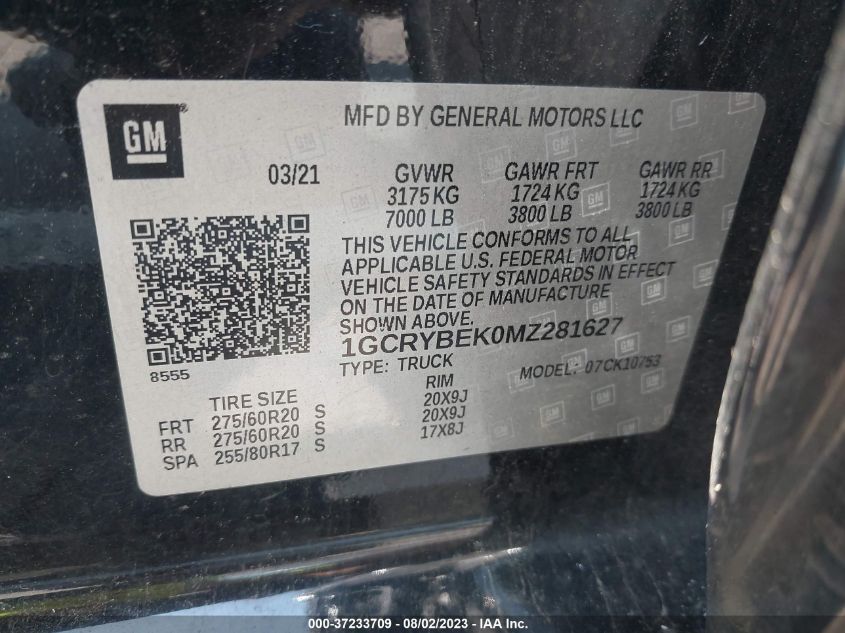 GM
MFD BY GENERAL MOTORS LLC
03/21 GVWR GAWR FRT GAWR RR
3175 KG 1724 KG 1724 KG
7000 LB 3800 LB 3800 LB
THIS VEHICLE CONFORMS TO ALL
APPLICABLE U.S. FEDERAL MOTOR
VEHICLE SAFETY STANDARDS IN EFFECT
ON THE DATE OF MANUFACTURE
SHOWN ABOVE.
1GCRYBEK0MZ281627
8555
TYPE: TRUCK MODEL: 07CK10753
TIRE SIZE RIM
FRT 275/60R20 S 20X9J
RR 275/60R20 S 20X9J
SPA 255/80R17 S 17X8J
000-37233709 - 08/02/2023 - IAA Inc.